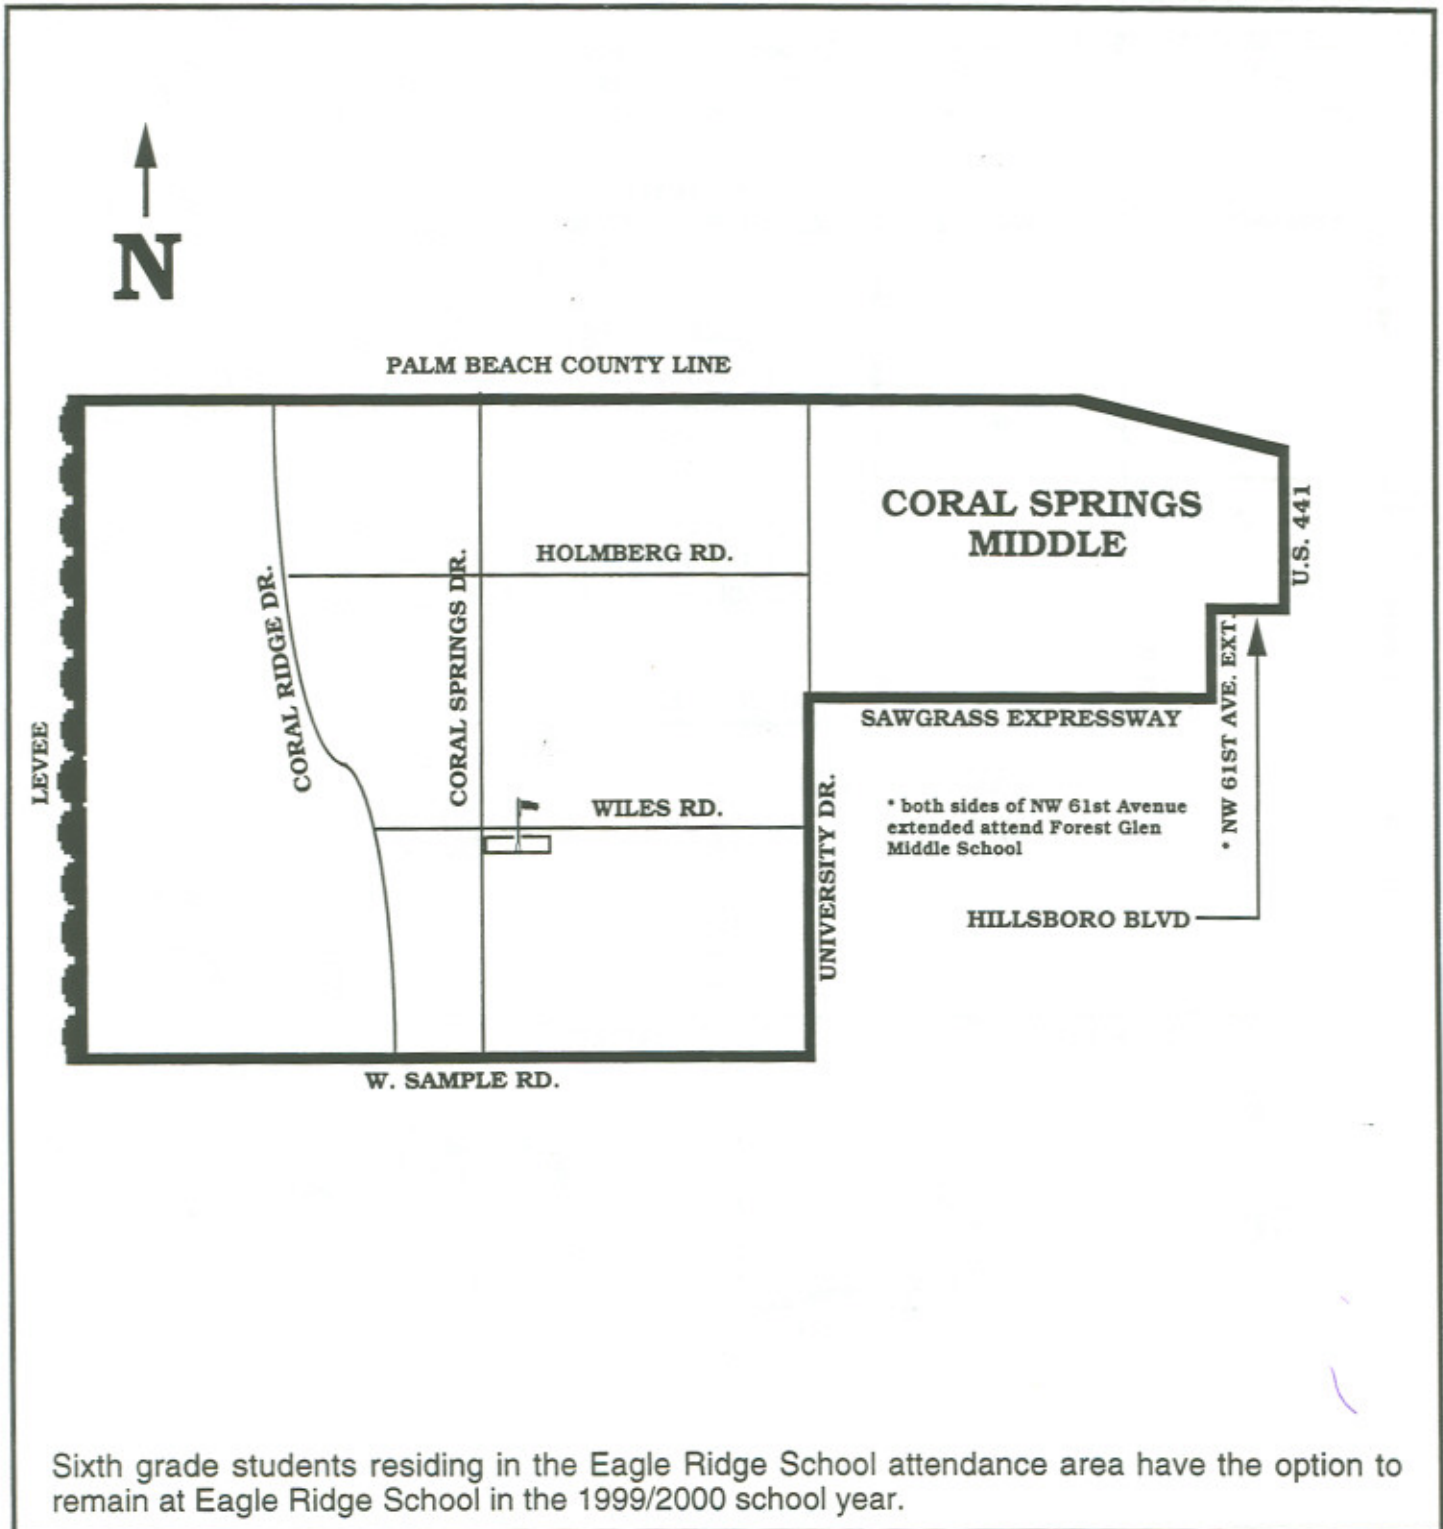 N
PALM BEACH COUNTY LINE
CORAL SPRINGS
MIDDLE
U.S. 441
HOLMBERG RD.
CORAL RIDGE DR.
CORAL SPRINGS DR.
LEVEE
* NW 61ST AVE. EXT.
SAWGRASS EXPRESSWAY
WILES RD.
UNIVERSITY DR.
* both sides of NW 61st Avenue
extended attend Forest Glen
Middle School
HILLSBORO BLVD
W. SAMPLE RD.
Sixth grade students residing in the Eagle Ridge School attendance area have the option to
remain at Eagle Ridge School in the 1999/2000 school year.